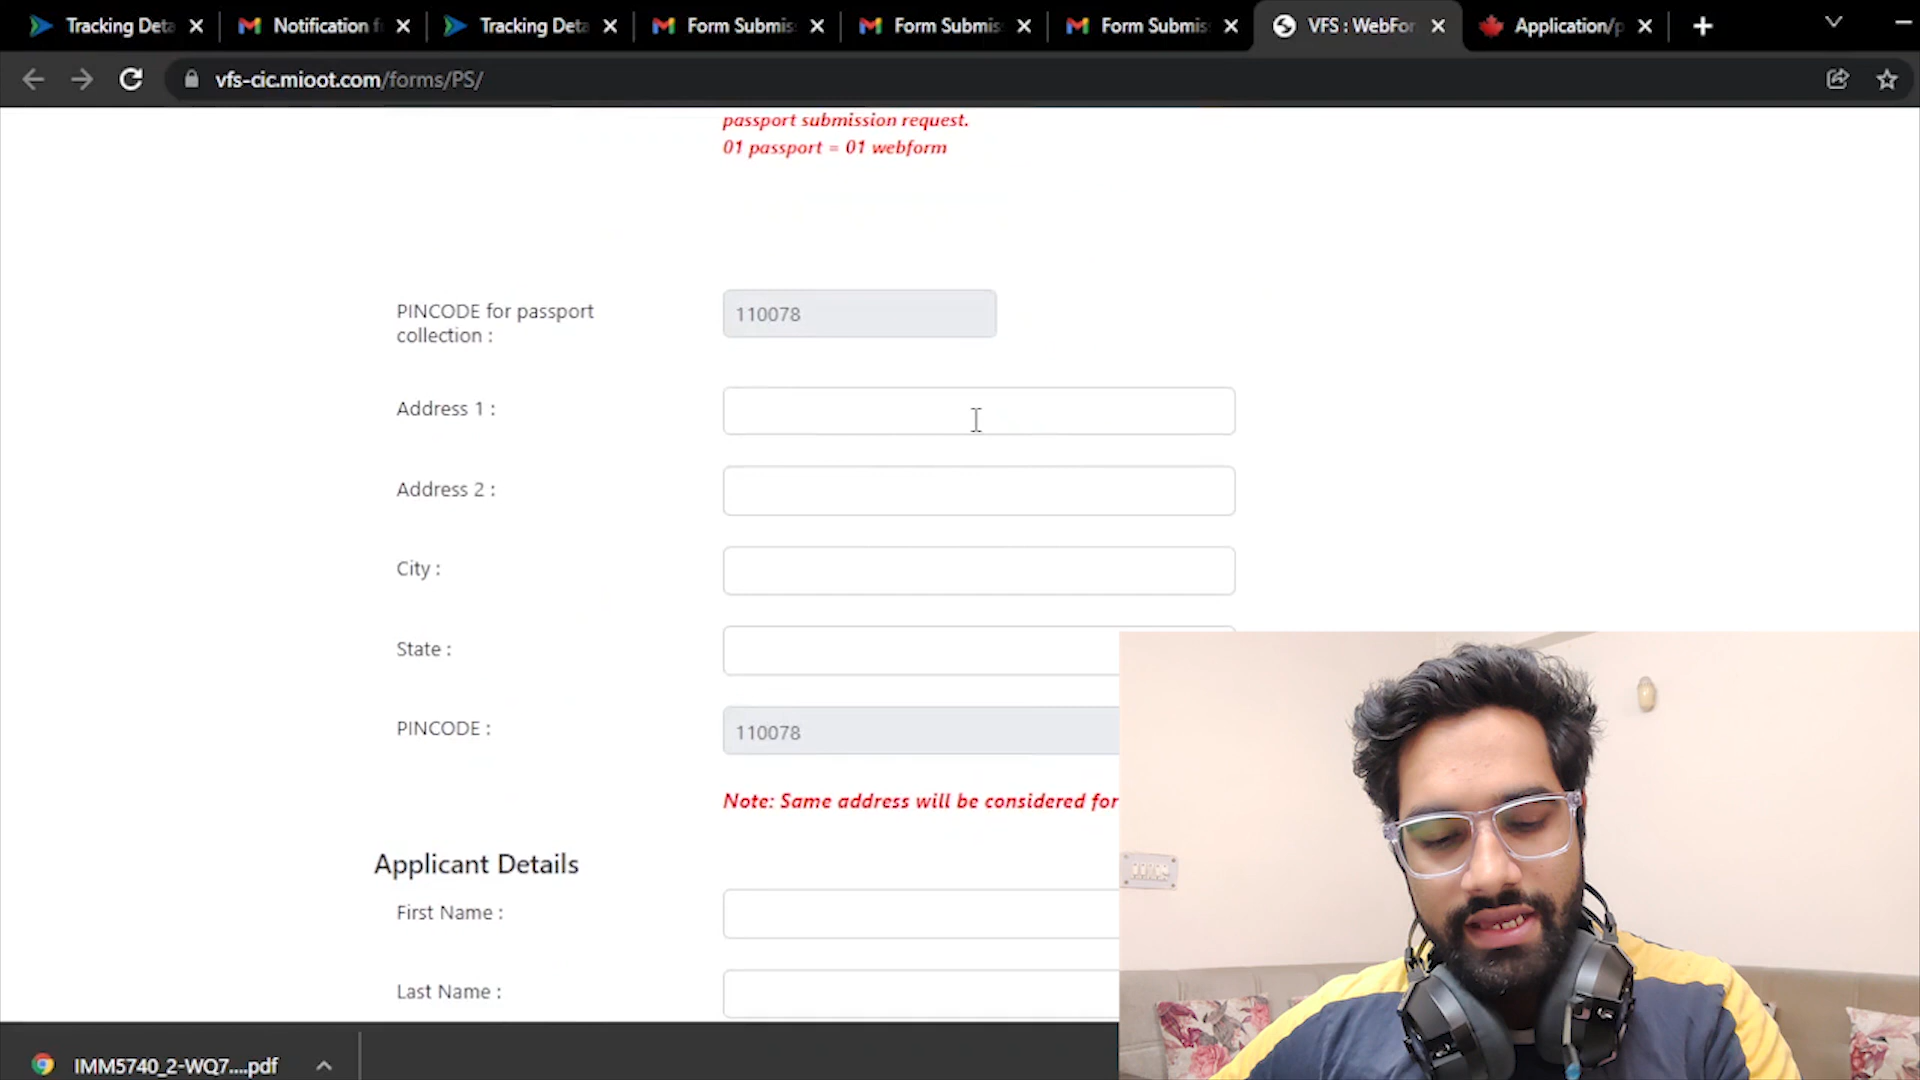 Tracking Deta
Notification f
Tracking Deta
Form Submis
Form Submis
Form Submis
VFS : WebFor
Application/p
vfs-cic.mioot.com/forms/PS/
passport submission request.
01 passport = 01 webform
PINCODE for passport
collection :
110078
Address 1 :
Address 2 :
City :
State :
PINCODE :
110078
Note: Same address will be considered for
Applicant Details
First Name :
Last Name :
IMM5740_2-WQ7....pdf